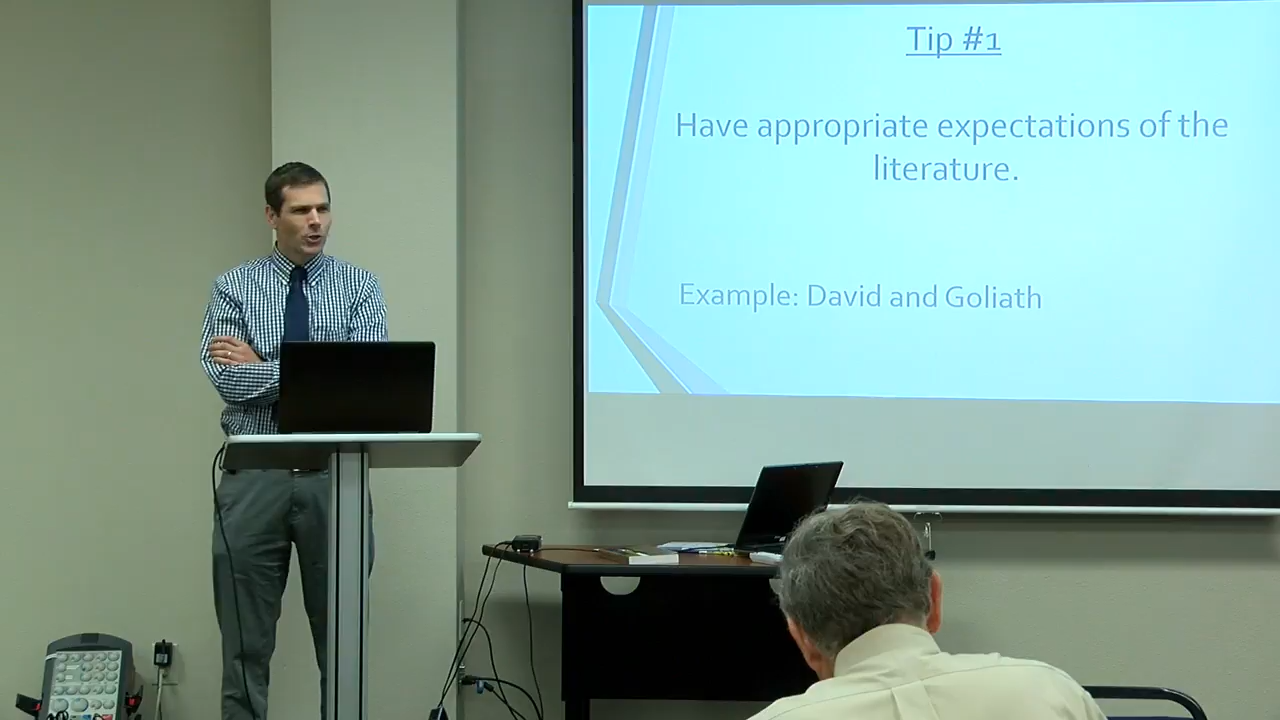 Tip #1
Have appropriate expectations of the
literature.
Example: David and Goliath